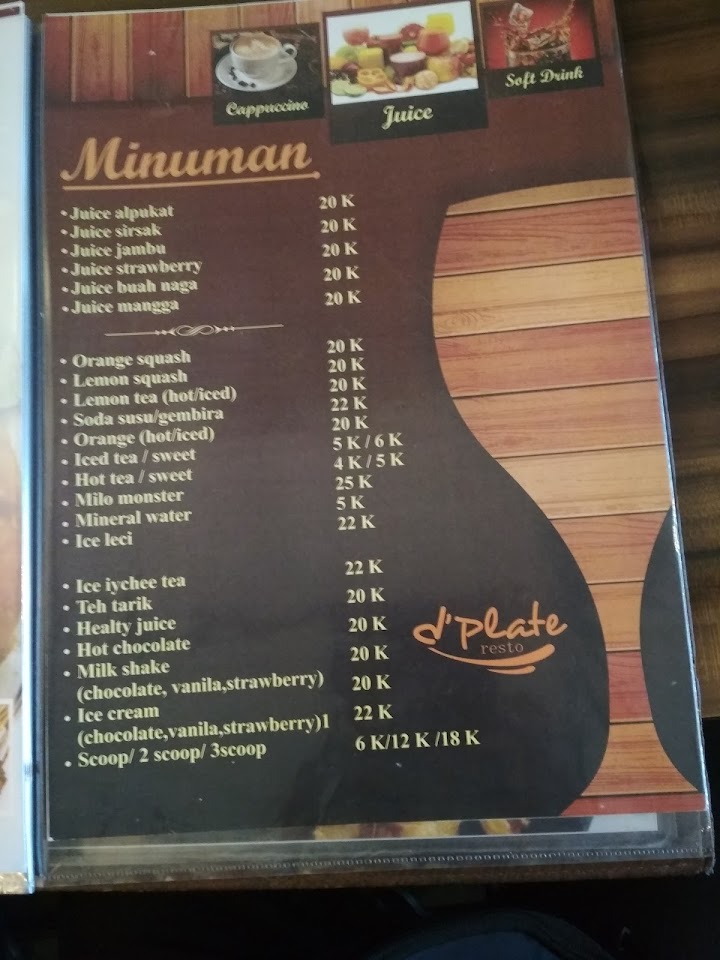 Cappuccino
Juice
Soft Drink
Minuman
• Juice alpukat 20 K
• Juice sirsak 20 K
• Juice jambu 20 K
• Juice strawberry 20 K
• Juice buah naga 20 K
• Juice mangga
• Orange squash 20 K
• Lemon squash 20 K
• Lemon tea (hot/iced) 20 K
• Soda susu/gembira 22 K
• Orange (hot/iced) 20 K
• Iced tea / sweet 5 K / 6 K
• Hot tea / sweet 4 K / 5 K
• Milo monster 25 K
• Mineral water 5 K
• Ice leci 22 K
• Ice iychee tea 22 K
• Teh tarik 20 K
• Healty juice 20 K
• Hot chocolate 20 K
• Milk shake
(chocolate, vanila,strawberry) 20 K
• Ice cream 22 K
(chocolate,vanila,strawberry)1
• Scoop/ 2 scoop/ 3scoop 6 K/12 K /18 K
d'plate
resto